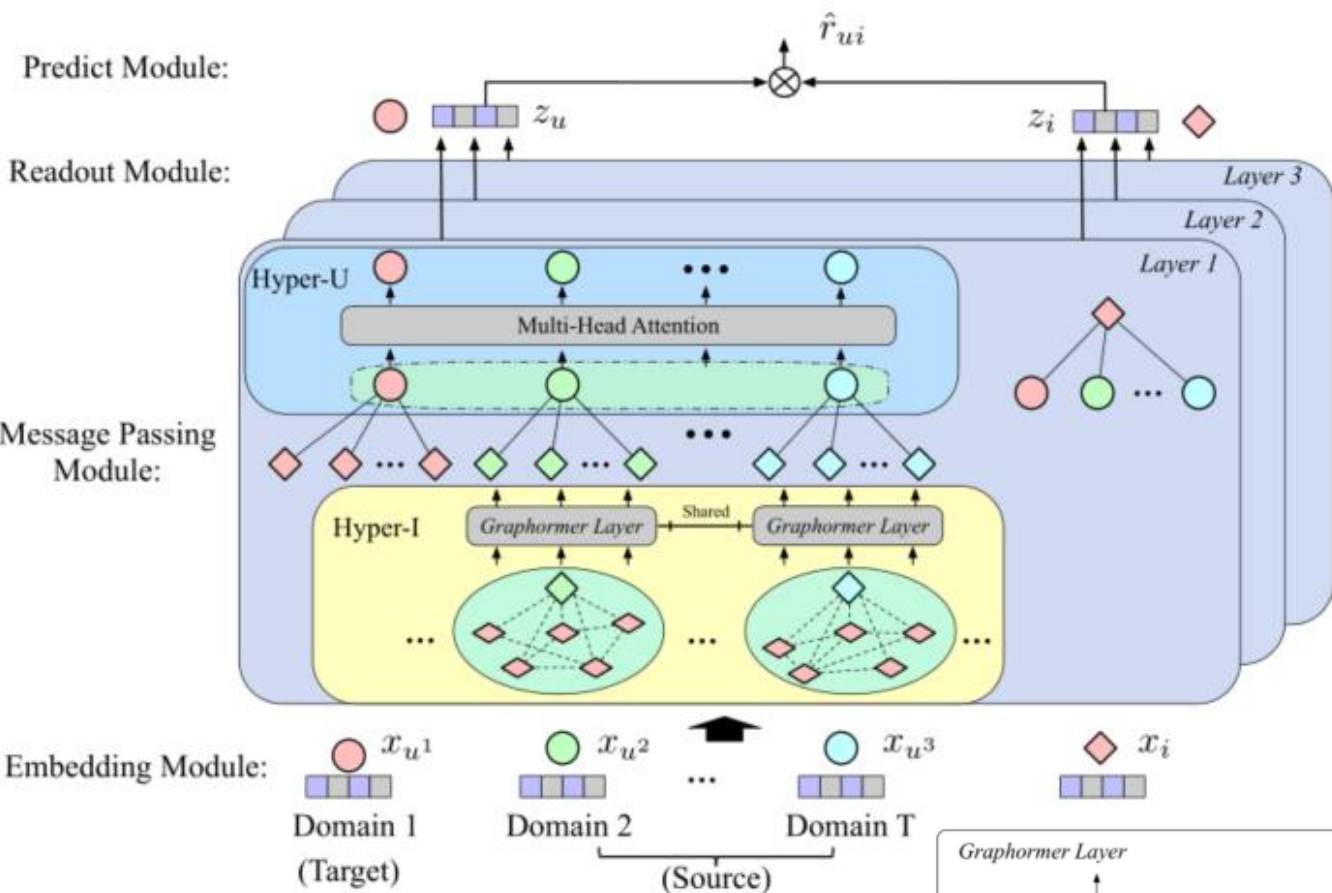 r̂ui
Predict Module:
zu
zi
Readout Module:
Layer 3
Layer 2
Layer 1
Hyper-U
•••
Multi-Head Attention
...
Message Passing
Module:
•••
... ... ...
Hyper-I
Graphormer Layer
Shared
Graphormer Layer
... ... ...
xu1
xu2
xu3
xi
Embedding Module:
...
Domain 1
Domain 2
Domain T
(Target)
(Source)
Graphormer Layer